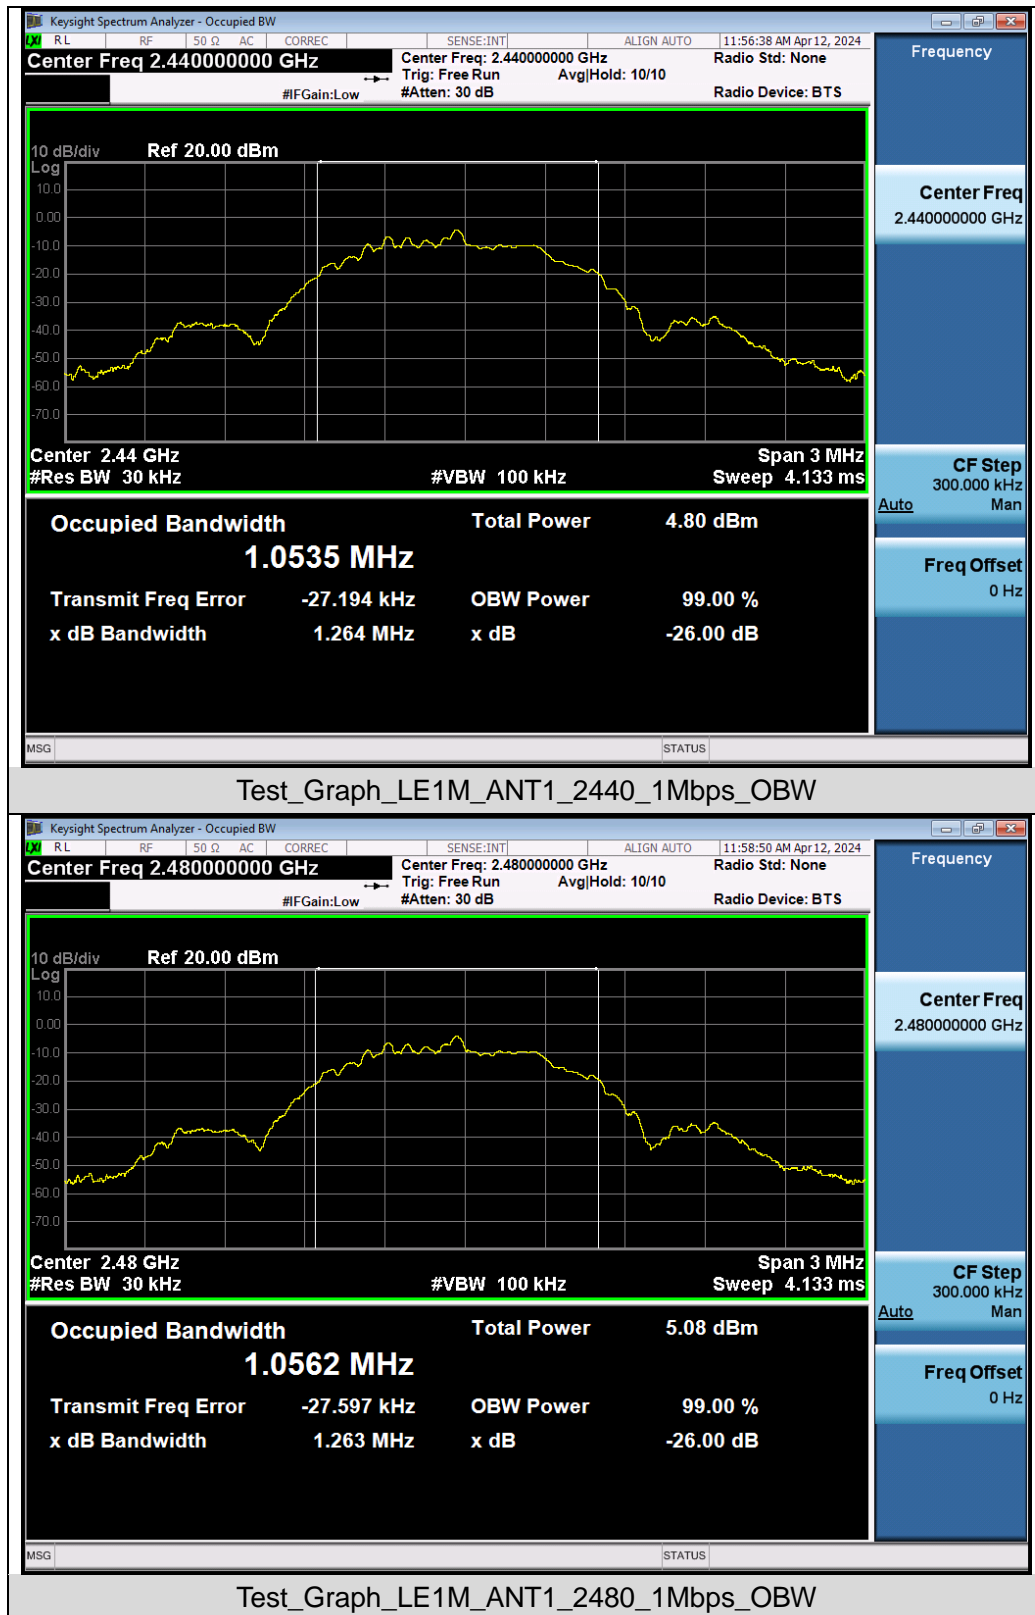 Keysight Spectrum Analyzer - Occupied BW
LXI RL RF 50 Ω AC CORREC SENSE:INT ALIGN AUTO 11:56:38 AM Apr 12, 2024
Center Freq 2.440000000 GHz
Center Freq: 2.440000000 GHz Radio Std: None
Trig: Free Run Avg|Hold: 10/10
#IFGain:Low #Atten: 30 dB Radio Device: BTS
Frequency
10 dB/div Ref 20.00 dBm
Log
10.0
0.00
-10.0
-20.0
-30.0
-40.0
-50.0
-60.0
-70.0
Center 2.44 GHz Span 3 MHz
#Res BW 30 kHz #VBW 100 kHz Sweep 4.133 ms
Center Freq
2.440000000 GHz
CF Step
300.000 kHz
Auto Man
Freq Offset
0 Hz
Occupied Bandwidth Total Power 4.80 dBm
1.0535 MHz
Transmit Freq Error -27.194 kHz OBW Power 99.00 %
x dB Bandwidth 1.264 MHz x dB -26.00 dB
MSG STATUS
Test_Graph_LE1M_ANT1_2440_1Mbps_OBW
Keysight Spectrum Analyzer - Occupied BW
LXI RL RF 50 Ω AC CORREC SENSE:INT ALIGN AUTO 11:58:50 AM Apr 12, 2024
Center Freq 2.480000000 GHz
Center Freq: 2.480000000 GHz Radio Std: None
Trig: Free Run Avg|Hold: 10/10
#IFGain:Low #Atten: 30 dB Radio Device: BTS
Frequency
10 dB/div Ref 20.00 dBm
Log
10.0
0.00
-10.0
-20.0
-30.0
-40.0
-50.0
-60.0
-70.0
Center 2.48 GHz Span 3 MHz
#Res BW 30 kHz #VBW 100 kHz Sweep 4.133 ms
Center Freq
2.480000000 GHz
CF Step
300.000 kHz
Auto Man
Freq Offset
0 Hz
Occupied Bandwidth Total Power 5.08 dBm
1.0562 MHz
Transmit Freq Error -27.597 kHz OBW Power 99.00 %
x dB Bandwidth 1.263 MHz x dB -26.00 dB
MSG STATUS
Test_Graph_LE1M_ANT1_2480_1Mbps_OBW